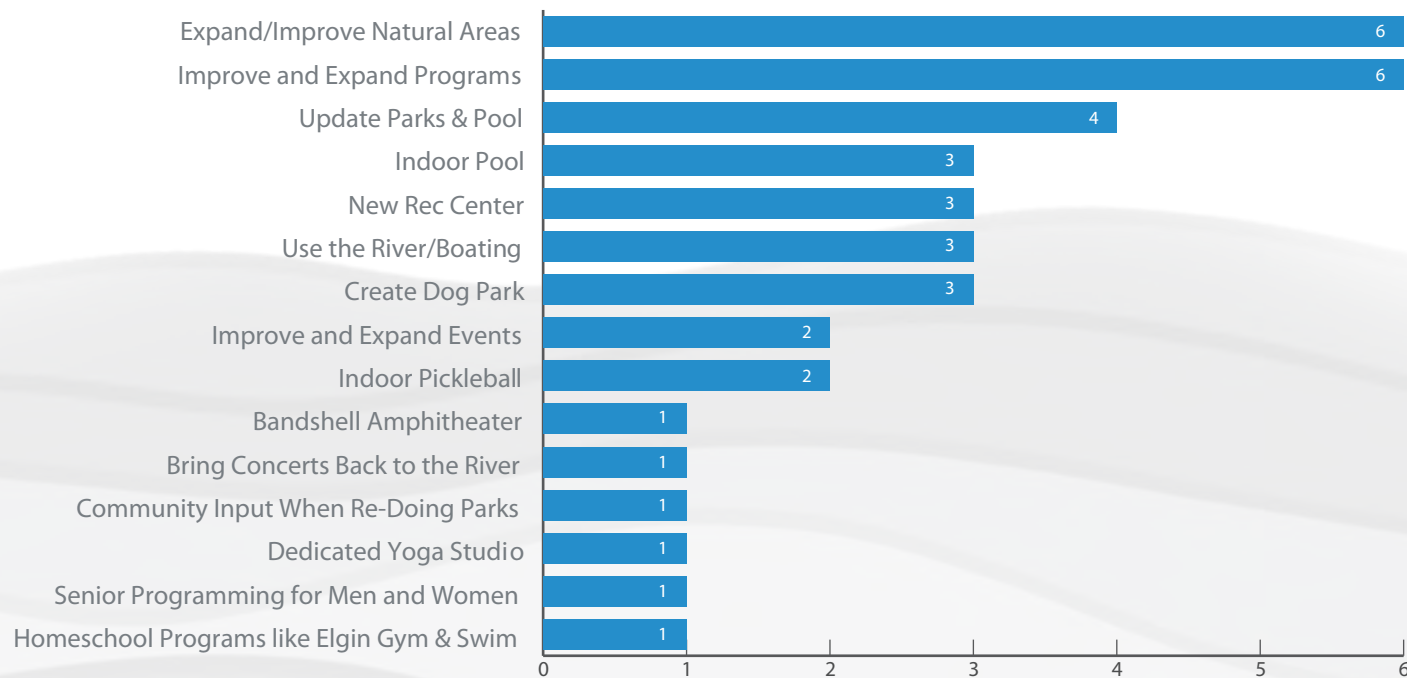 Expand/Improve Natural Areas 6
Improve and Expand Programs 6
Update Parks & Pool 4
Indoor Pool 3
New Rec Center 3
Use the River/Boating 3
Create Dog Park 3
Improve and Expand Events 2
Indoor Pickleball 2
Bandshell Amphitheater 1
Bring Concerts Back to the River 1
Community Input When Re-Doing Parks 1
Dedicated Yoga Studio 1
Senior Programming for Men and Women 1
Homeschool Programs like Elgin Gym & Swim 1
0 1 2 3 4 5 6